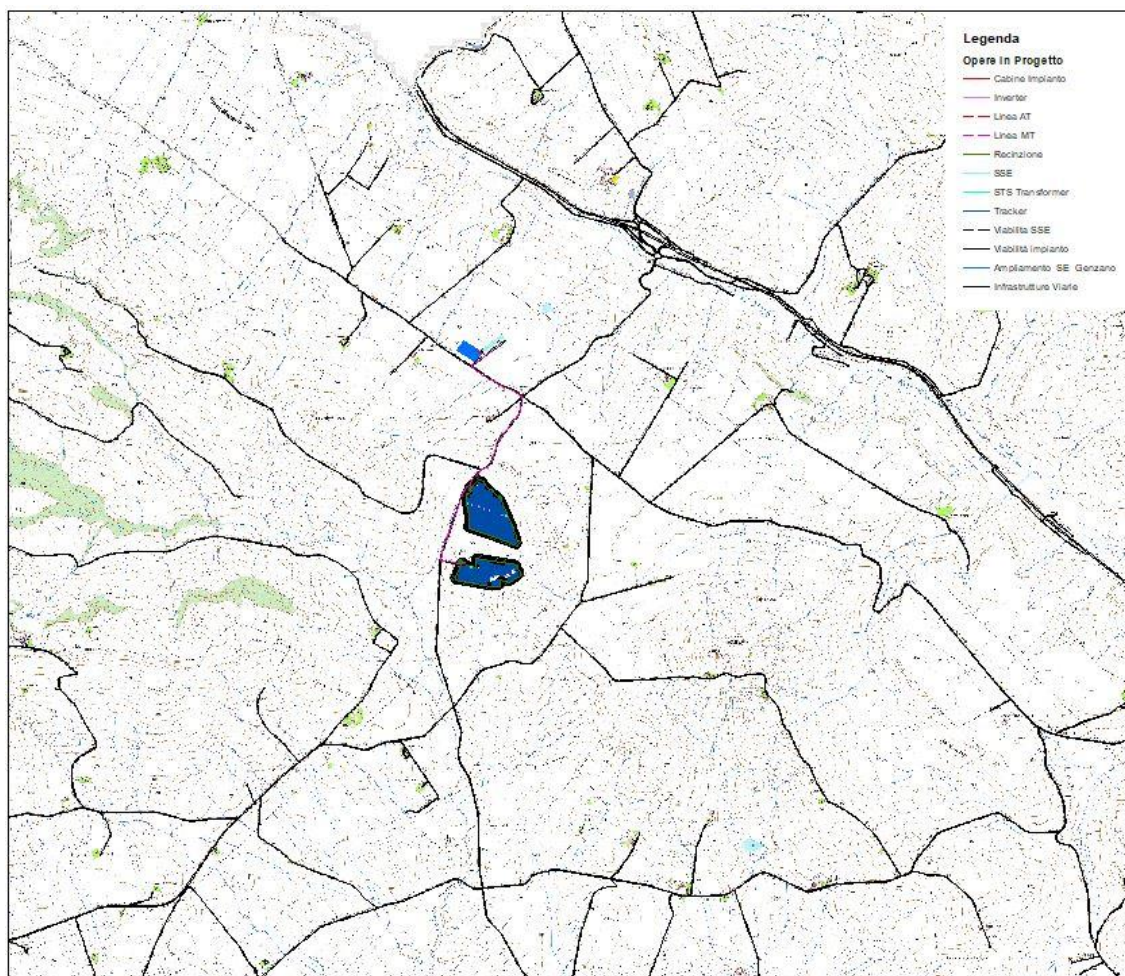 Legenda
Opere In Progetto
Cabine Impianto
Inverter
Linea AT
Linea MT
Recinzione
SSE
STS Transformer
Tracker
Viabilita SSE
Viabilità impianto
Ampliamento SE Genzano
Infrastrutture Viarie